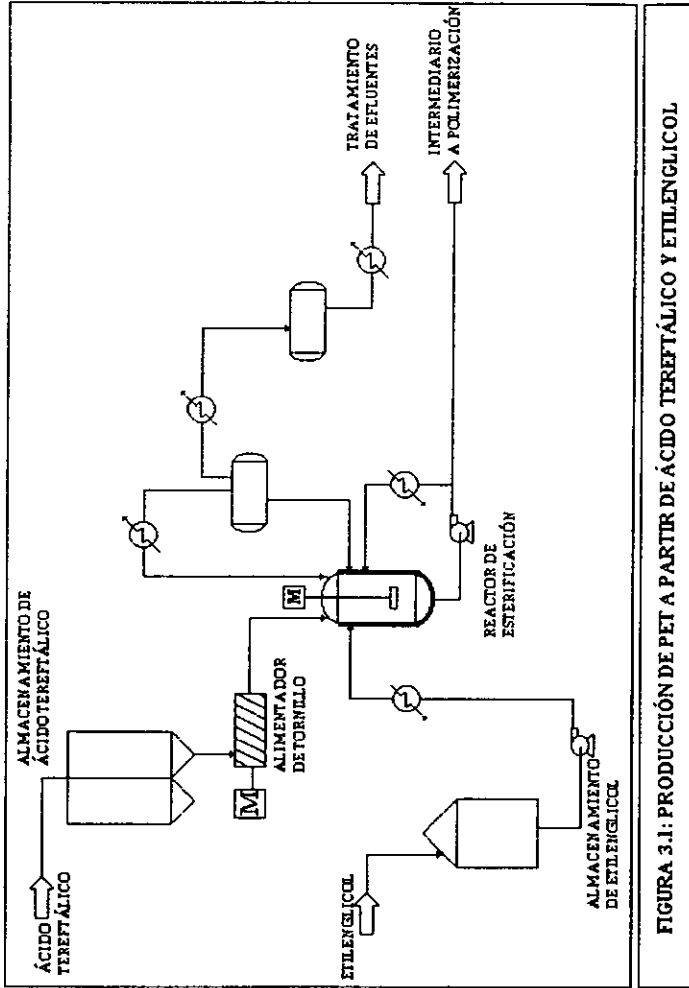 ÁCIDO
TEREFTÁLICO
ALMACENAMIENTO DE
ÁCIDO TEREFTÁLICO
M
ALIMENTADOR
DE TORNILLO
M
ETILENGLICOL
ALMACENAMIENTO
DE ETILENGLICOL
REACTOR DE
ESTERIFICACIÓN
TRATAMIENTO
DE EFLUENTES
INTERMEDIARIO
A POLIMERIZACIÓN
FIGURA 3.1: PRODUCCIÓN DE PET A PARTIR DE ÁCIDO TEREFTÁLICO Y ETILENGLICOL